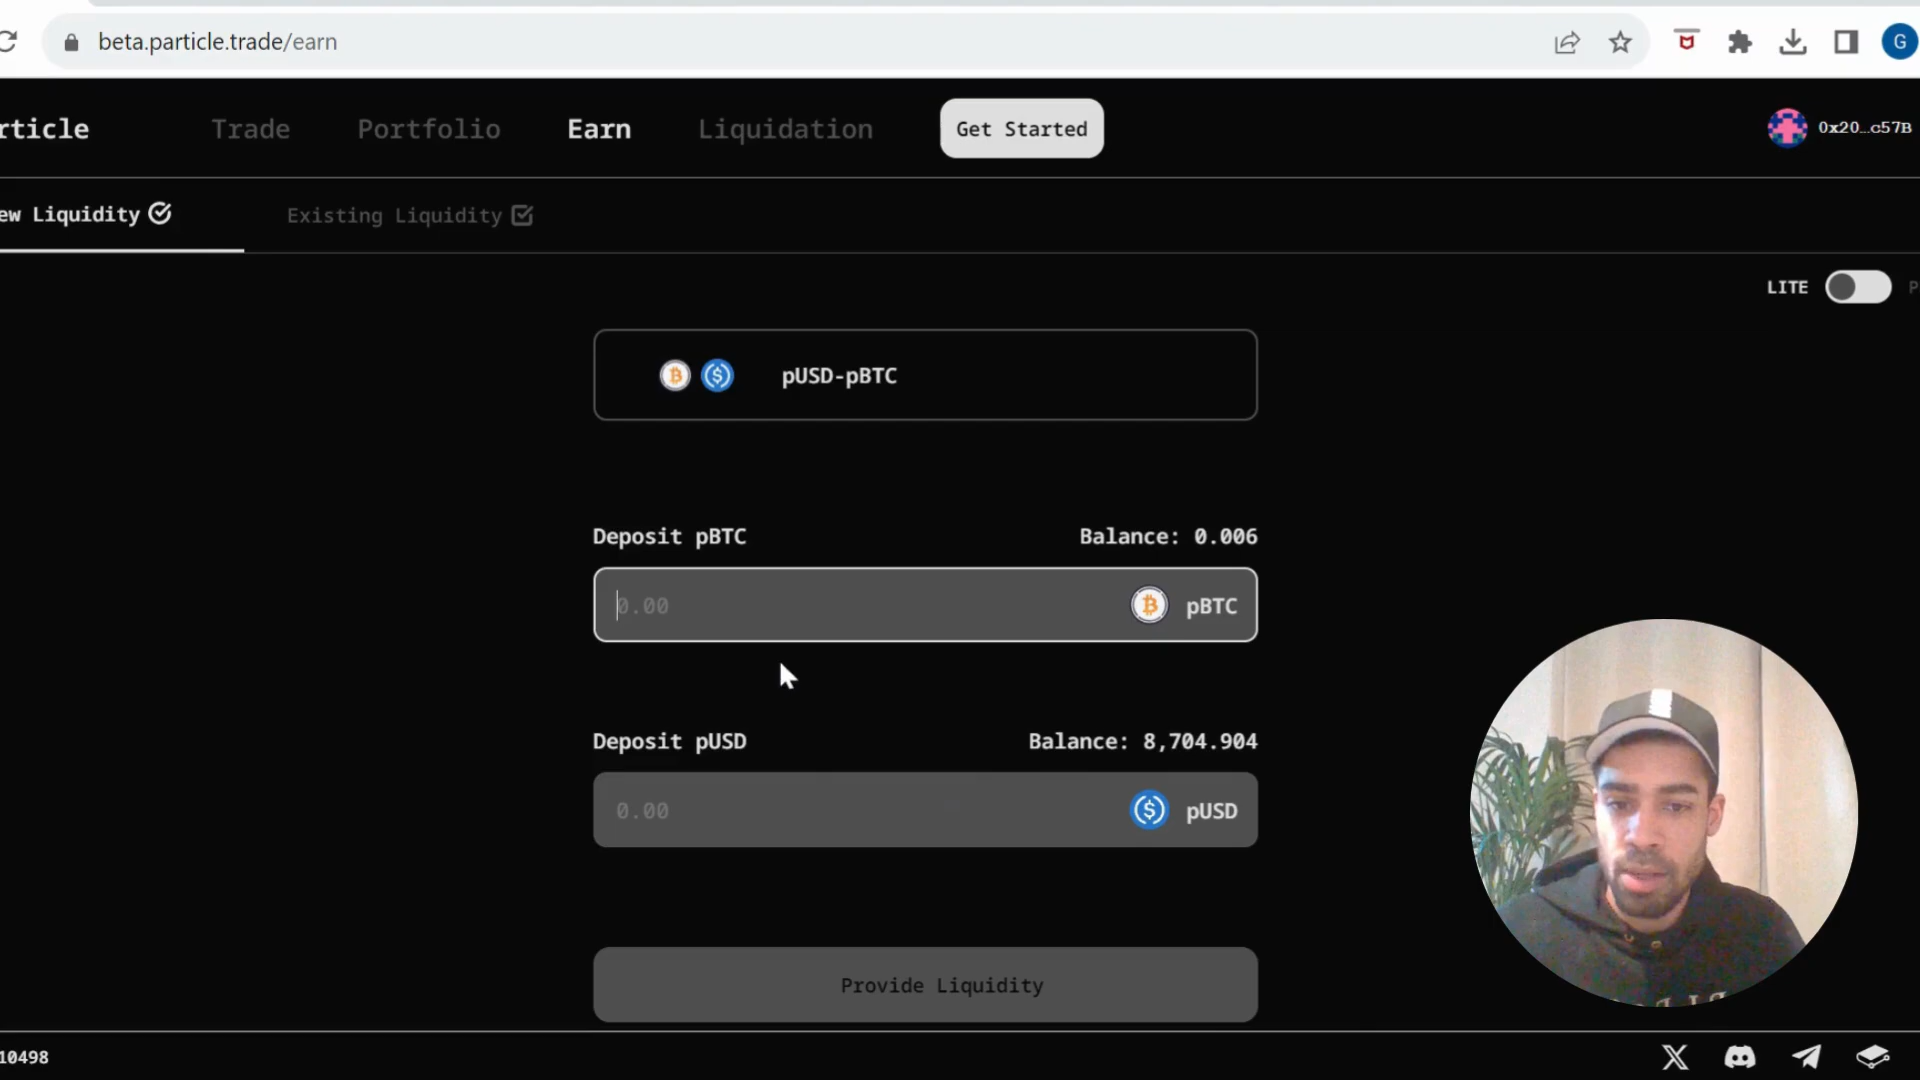 beta.particle.trade/earn
G
rticle
Trade
Portfolio
Earn
Liquidation
Get Started
0x20...c57B
ew Liquidity
Existing Liquidity
LITE
P
pUSD-pBTC
Deposit pBTC
Balance: 0.006
0.00
pBTC
Deposit pUSD
Balance: 8,704.904
0.00
pUSD
Provide Liquidity
10498